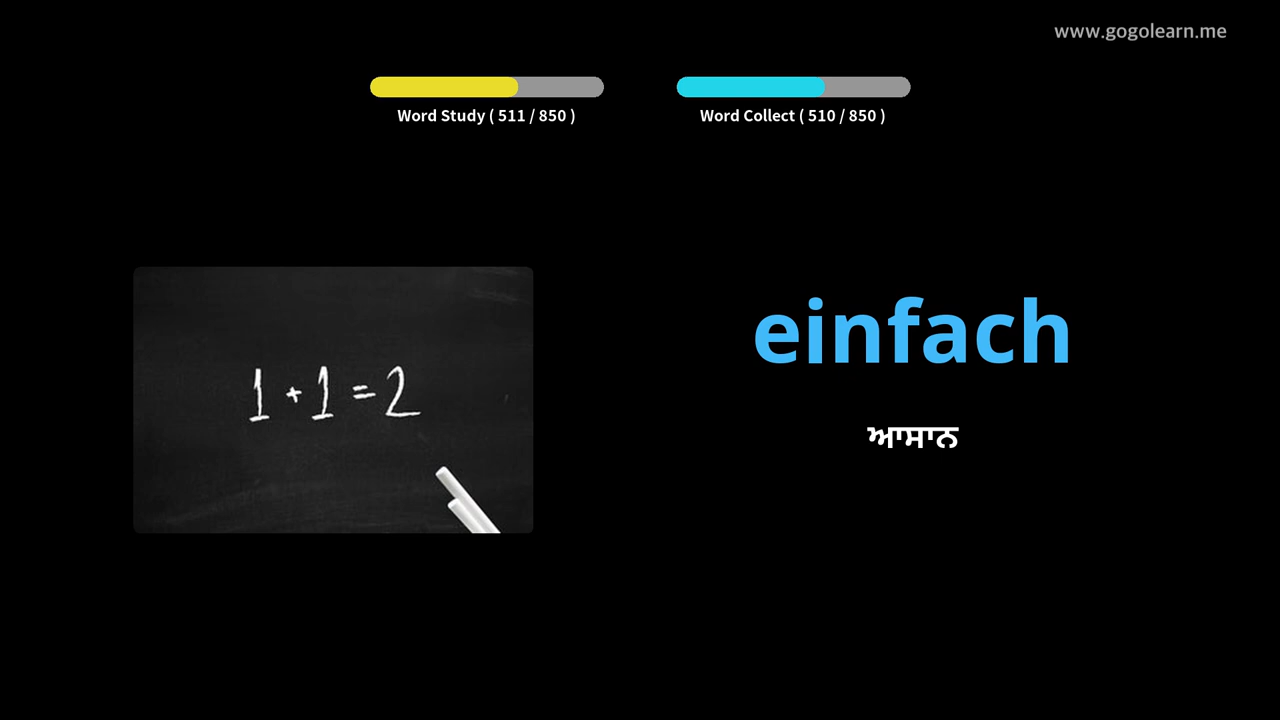 www.gogolearn.me
Word Study ( 511 / 850 )
Word Collect ( 510 / 850 )
1 + 1 = 2
einfach
ਆਸਾਨ